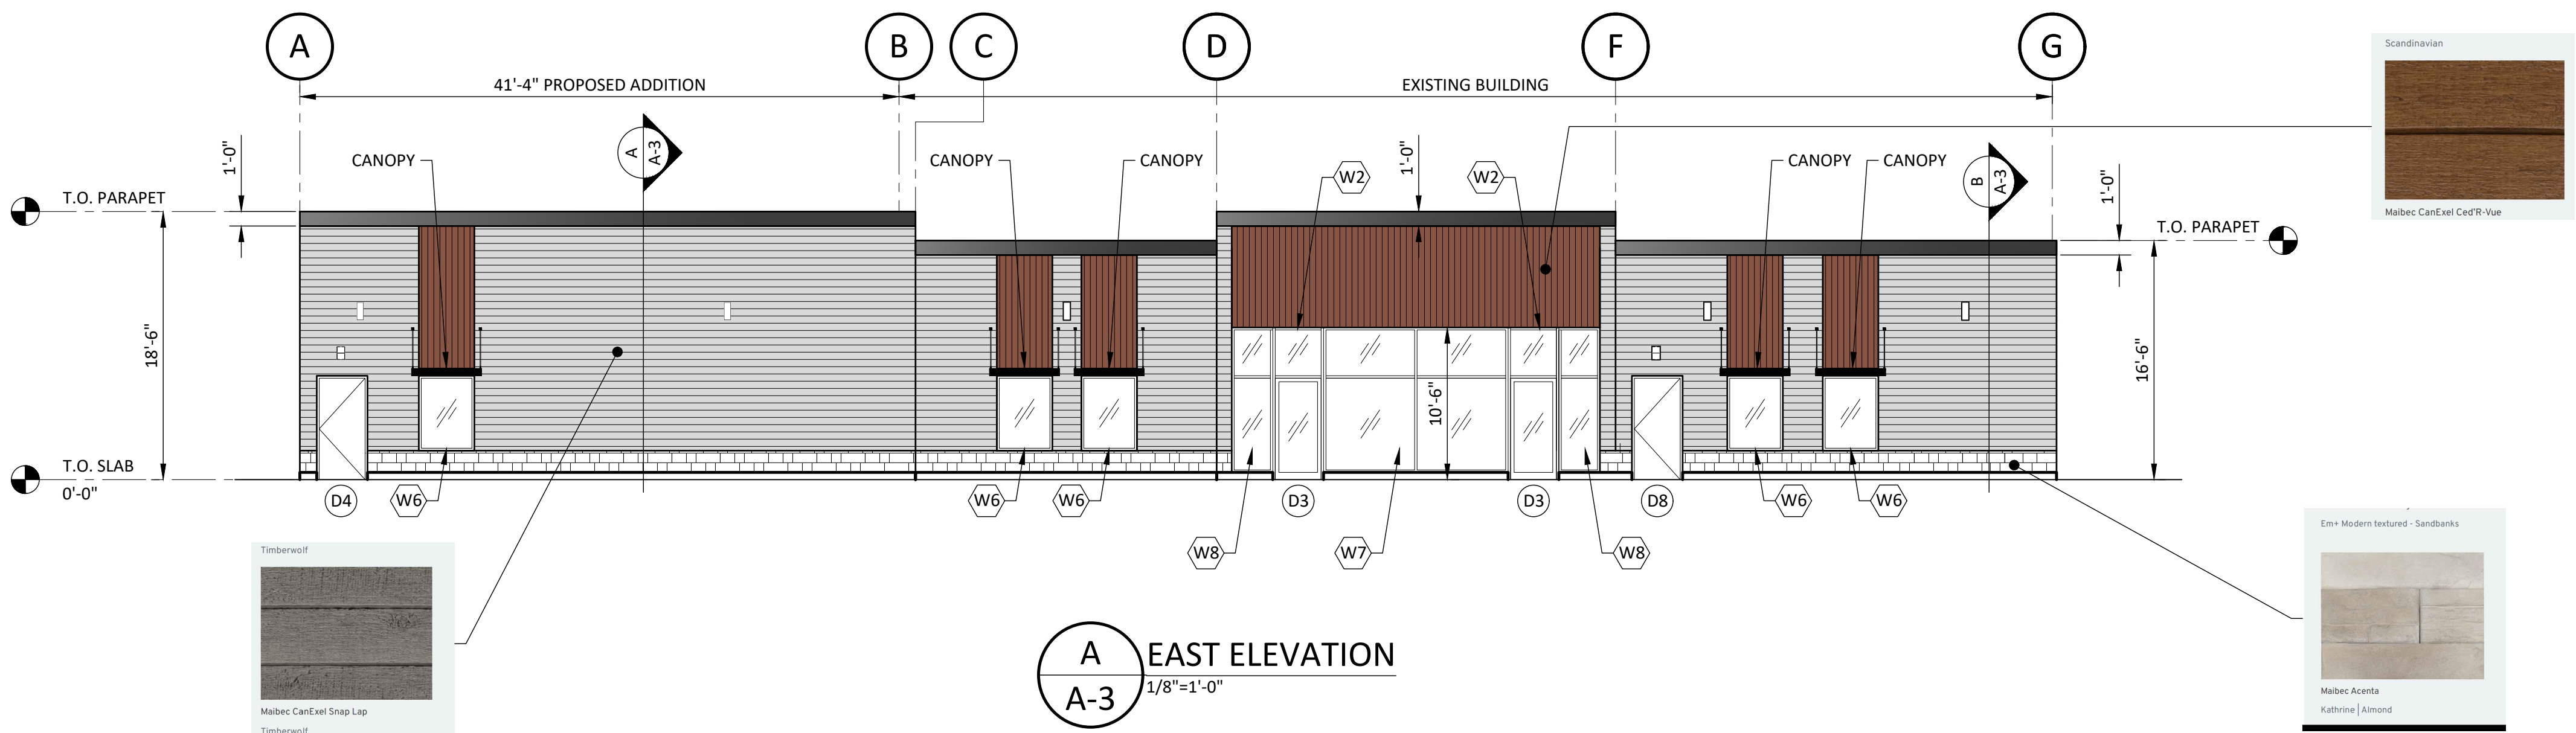 A
B
C
D
F
G
41'-4" PROPOSED ADDITION
EXISTING BUILDING
1'-0"
CANOPY
A
A-3
CANOPY
CANOPY
1'-0"
W2
W2
CANOPY
CANOPY
B
A-3
1'-0"
T.O. PARAPET
T.O. PARAPET
18'-6"
10'-6"
16'-6"
T.O. SLAB
0'-0"
D4
W6
W6
W6
D3
D3
D8
W6
W6
W8
W7
W8
Scandinavian
Maibec CanExel Ced'R-Vue
Timberwolf
Maibec CanExel Snap Lap
Timberwolf
Em+ Modern textured - Sandbanks
Maibec Acenta
Kathrine | Almond
A
A-3
EAST ELEVATION
1/8"=1'-0"